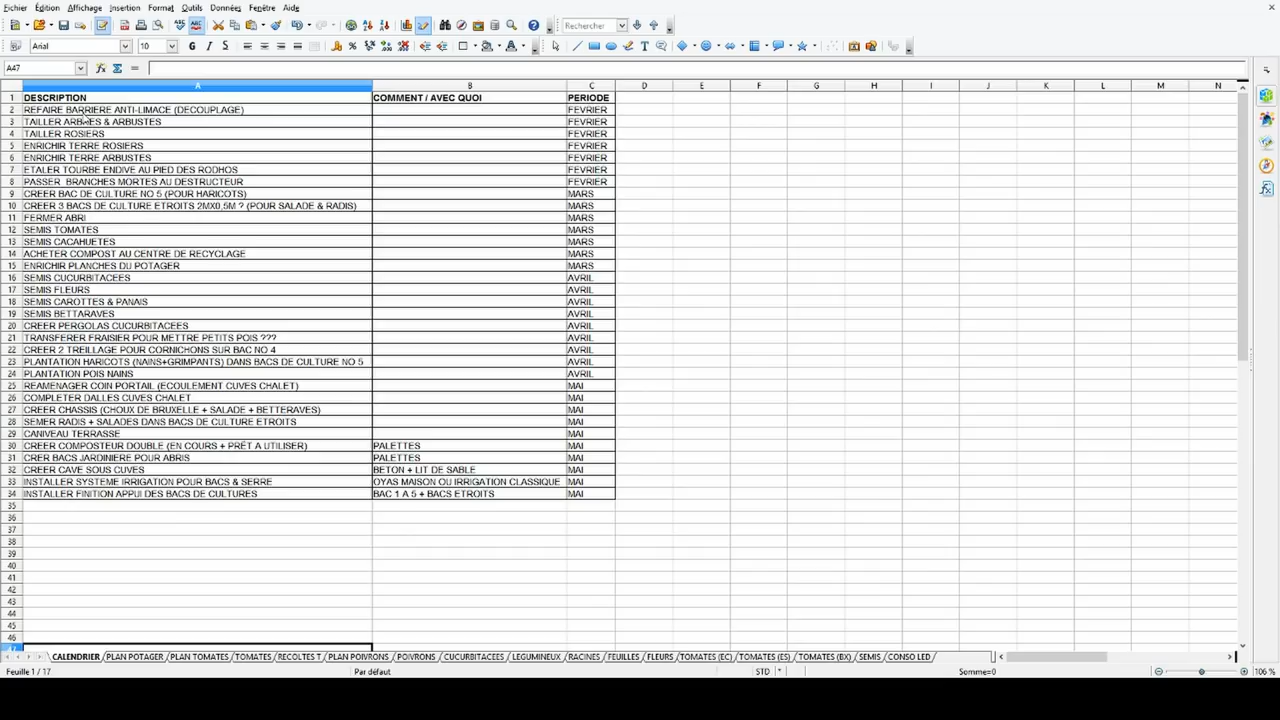 Fichier Édition Affichage Insertion Format Outils Données Fenêtre Aide
Rechercher
Arial 10
A47
A B C D E F G H I J K L M N
1 DESCRIPTION COMMENT / AVEC QUOI PERIODE
2 REFAIRE BARRIERE ANTI-LIMACE (DECOUPLAGE) FEVRIER
3 TAILLER ARBRES & ARBUSTES FEVRIER
4 TAILLER ROSIERS FEVRIER
5 ENRICHIR TERRE ROSIERS FEVRIER
6 ENRICHIR TERRE ARBUSTES FEVRIER
7 ETALER TOURBE ENDIVE AU PIED DES RODHOS FEVRIER
8 PASSER BRANCHES MORTES AU DESTRUCTEUR FEVRIER
9 CREER BAC DE CULTURE NO 5 (POUR HARICOTS) MARS
10 CREER 3 BACS DE CULTURE ETROITS 2MX0,5M ? (POUR SALADE & RADIS) MARS
11 FERMER ABRI MARS
12 SEMIS TOMATES MARS
13 SEMIS CACAHUETES MARS
14 ACHETER COMPOST AU CENTRE DE RECYCLAGE MARS
15 ENRICHIR PLANCHES DU POTAGER MARS
16 SEMIS CUCURBITACEES AVRIL
17 SEMIS FLEURS AVRIL
18 SEMIS CAROTTES & PANAIS AVRIL
19 SEMIS BETTARAVES AVRIL
20 CREER PERGOLAS CUCURBITACEES AVRIL
21 TRANSFERER FRAISIER POUR METTRE PETITS POIS ??? AVRIL
22 CREER 2 TREILLAGE POUR CORNICHONS SUR BAC NO 4 AVRIL
23 PLANTATION HARICOTS (NAINS+GRIMPANTS) DANS BACS DE CULTURE NO 5 AVRIL
24 PLANTATION POIS NAINS AVRIL
25 REAMENAGER COIN PORTAIL (ECOULEMENT CUVES CHALET) MAI
26 COMPLETER DALLES CUVES CHALET MAI
27 CREER CHASSIS (CHOUX DE BRUXELLE + SALADE + BETTERAVES) MAI
28 SEMER RADIS + SALADES DANS BACS DE CULTURE ETROITS MAI
29 CANIVEAU TERRASSE MAI
30 CREER COMPOSTEUR DOUBLE (EN COURS + PRÊT A UTILISER) PALETTES MAI
31 CRER BACS JARDINIERE POUR ABRIS PALETTES MAI
32 CREER CAVE SOUS CUVES BETON + LIT DE SABLE MAI
33 INSTALLER SYSTEME IRRIGATION POUR BACS & SERRE OYAS MAISON OU IRRIGATION CLASSIQUE MAI
34 INSTALLER FINITION APPUI DES BACS DE CULTURES BAC 1 A 5 + BACS ETROITS MAI
35
36
37
38
39
40
41
42
43
44
45
46
CALENDRIER PLAN POTAGER PLAN TOMATES TOMATES RECOLTES T PLAN POIVRONS POIVRONS CUCURBITACEES LEGUMINEUX RACINES FEUILLES FLEURS TOMATES (EC) TOMATES (ES) TOMATES (BX) SEMIS CONSO LED
Feuille 1 / 17 Par défaut STD * Somme=0 106 %